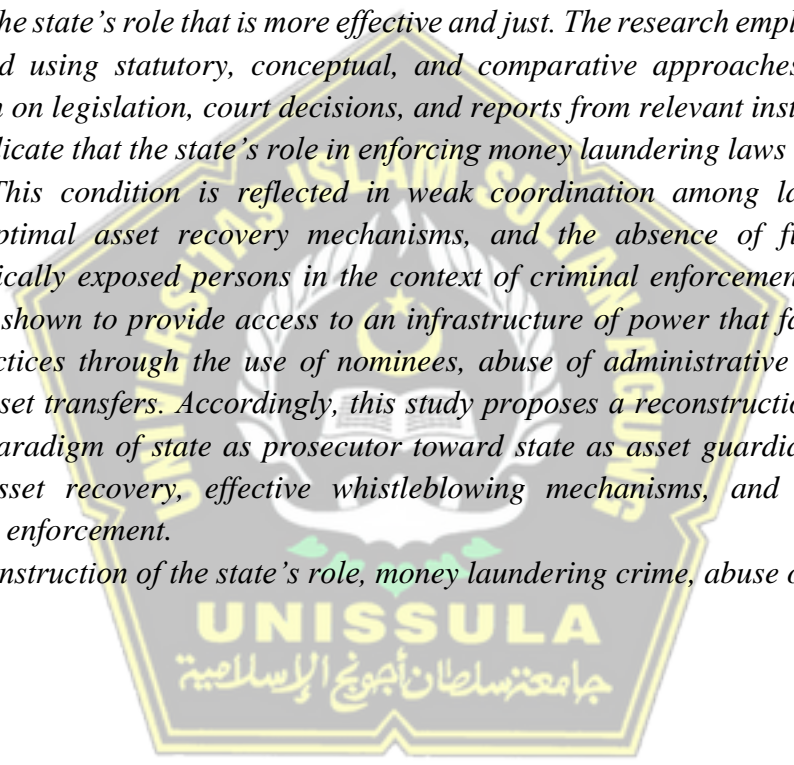 the state's role that is more effective and just. The research empl
d using statutory, conceptual, and comparative approaches
n on legislation, court decisions, and reports from relevant inst
dicate that the state's role in enforcing money laundering laws
This condition is reflected in weak coordination among la
ptimal asset recovery mechanisms, and the absence of fi
ically exposed persons in the context of criminal enforcemen
shown to provide access to an infrastructure of power that fa
ctices through the use of nominees, abuse of administrative
sset transfers. Accordingly, this study proposes a reconstructio
aradigm of state as prosecutor toward state as asset guardia
sset recovery, effective whistleblowing mechanisms, and
enforcement.
nstruction of the state's role, money laundering crime, abuse o
UNIVERSITAS ISLAM SULTAN AGUNG
UNISSULA
جامعتنسلطان أجونج الإسلامية